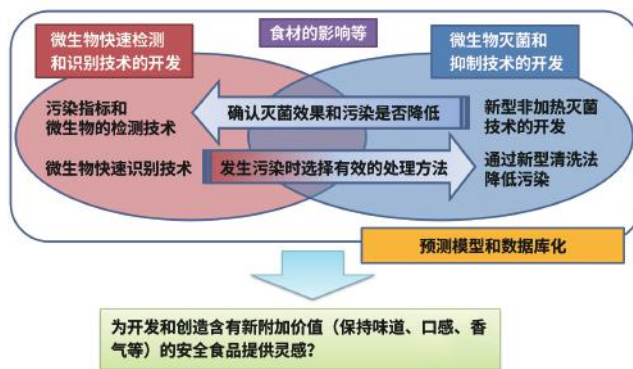 微生物快速检测
和识别技术的开发
食材的影响等
微生物灭菌和
抑制技术的开发
污染指标和
微生物的检测技术
确认灭菌效果和污染是否降低
新型非加热灭菌
技术的开发
微生物快速识别技术
发生污染时选择有效的处理方法
通过新型清洗法
降低污染
预测模型和数据库化
为开发和创造含有新附加价值（保持味道、口感、香
气等）的安全食品提供灵感？